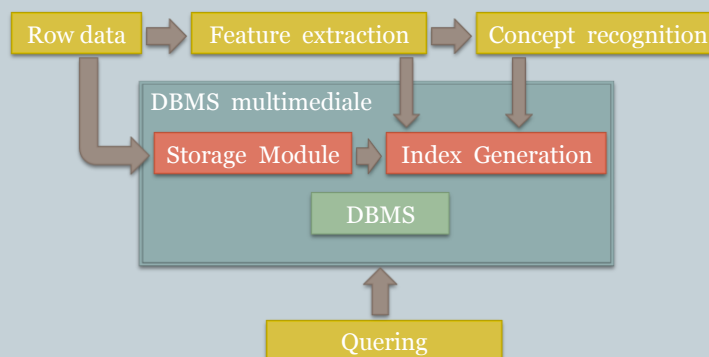 Row data
Feature extraction
Concept recognition
DBMS multimediale
Storage Module
Index Generation
DBMS
Quering